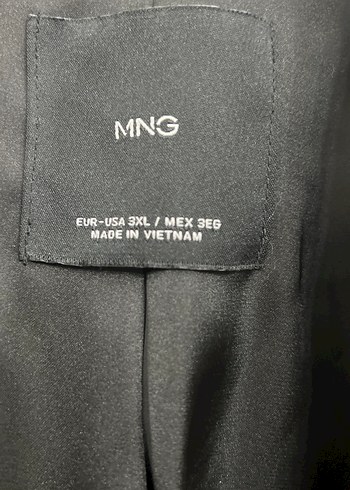 MNG
EUR-USA 3XL / MEX 3EG
MADE IN VIETNAM